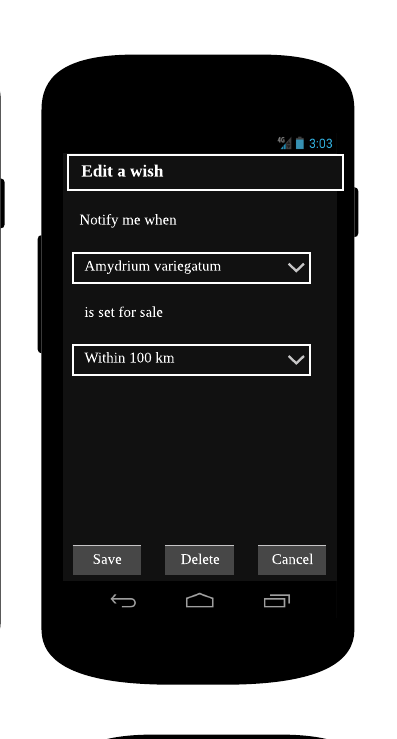 4G 3:03
Edit a wish
Notify me when
Amydrium variegatum
is set for sale
Within 100 km
Save Delete Cancel